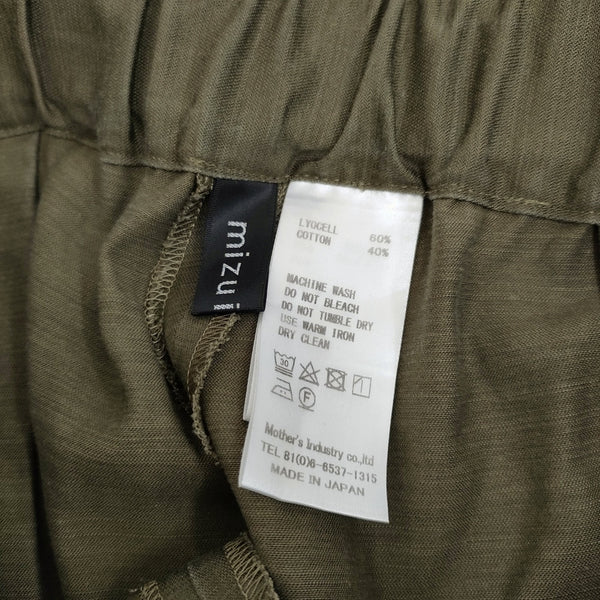 mizuiro
LYOCELL 60%
COTTON 40%
MACHINE WASH
DO NOT BLEACH
DO NOT TUMBLE DRY
USE WARM IRON
DRY CLEAN
30
F
Mother's Industry co.,ltd
TEL 81(0)6-6537-1315
MADE IN JAPAN